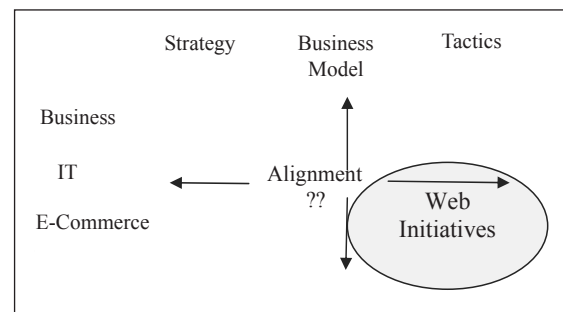 Strategy Business Tactics
Model
Business
IT
Alignment
??
E-Commerce
Web
Initiatives